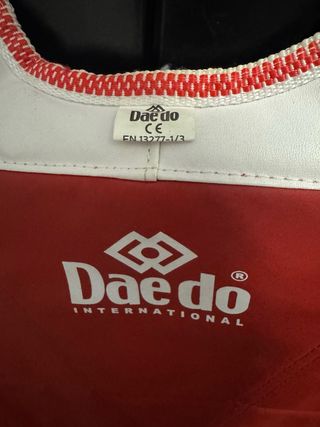 Daedo
CE
EN 13277-1/3
Daedo®
INTERNATIONAL